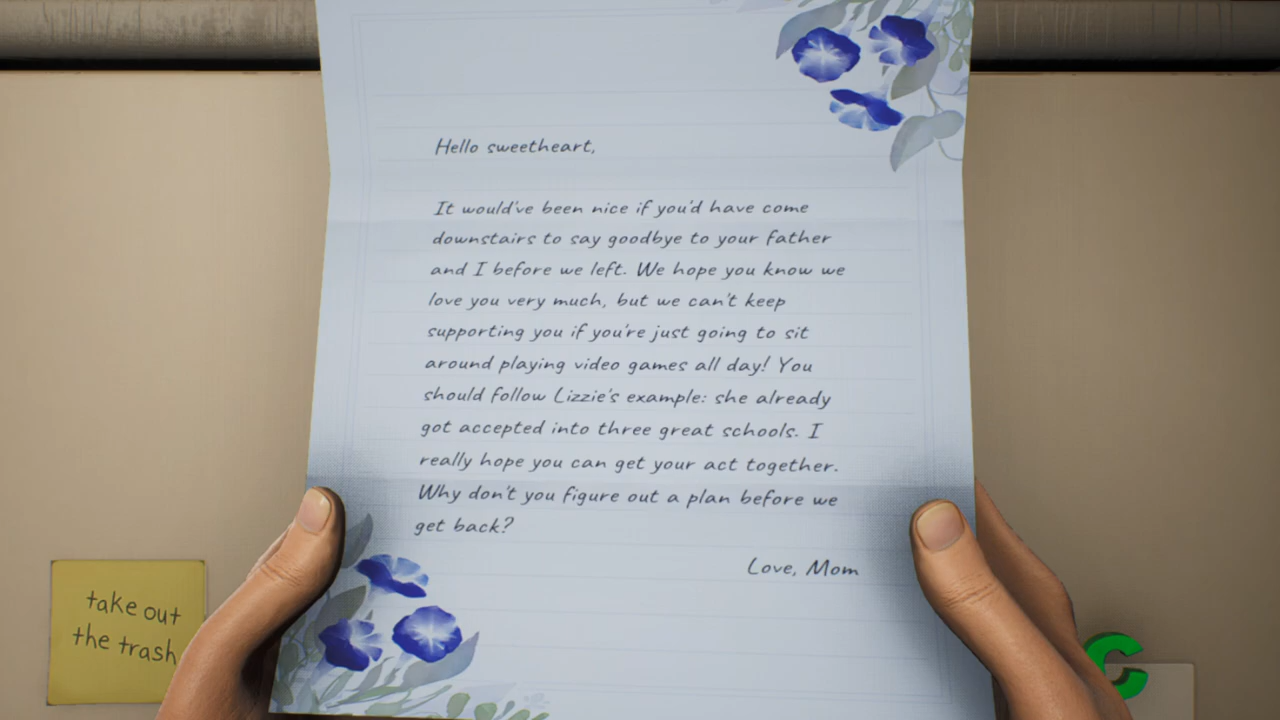 Hello sweetheart,
It would've been nice if you'd have come
downstairs to say goodbye to your father
and I before we left. We hope you know we
love you very much, but we can't keep
supporting you if you're just going to sit
around playing video games all day! You
should follow Lizzie's example: she already
got accepted into three great schools. I
really hope you can get your act together.
Why don't you figure out a plan before we
get back?
Love, Mom
take out
the trash
C